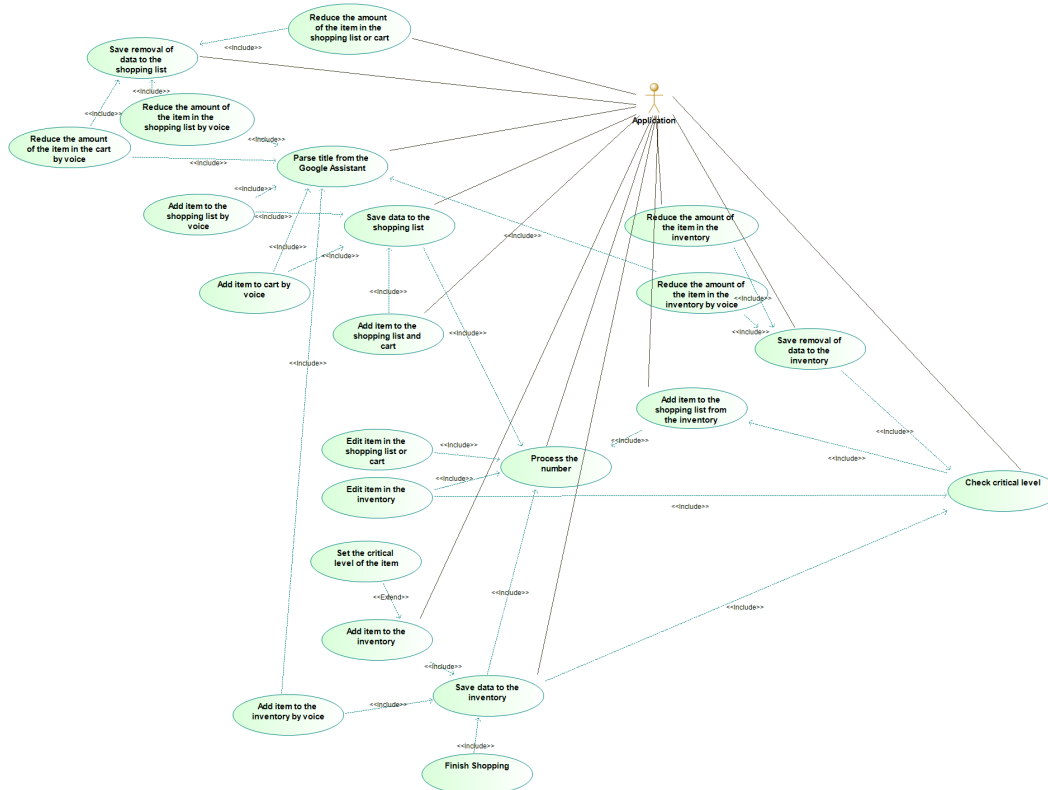 Reduce the amount
of the item in the
shopping list or cart
<<Include>>
Save removal of
data to the
shopping list
<<Include>>
<<Include>>
Reduce the amount of
the item in the
shopping list by voice
Application
<<Include>>
Reduce the amount
of the item in the cart
by voice
<<Include>>
Parse title from the
Google Assistant
<<Include>>
Add item to the
shopping list by
voice
<<Include>>
Save data to the
shopping list
Reduce the amount of
the item in the
inventory
<<Include>>
<<Include>>
<<Include>>
Add item to cart by
voice
<<Include>>
Reduce the amount of
the item in the
inventory by voice
<<Include>>
Add item to the
shopping list and
cart
<<Include>>
<<Include>>
Save removal of
data to the
inventory
<<Include>>
Add item to the
shopping list from
the inventory
<<Include>>
<<Include>>
<<Include>>
Edit item in the
shopping list or
cart
<<Include>>
Process the
number
<<Include>>
Edit item in the
inventory
<<Include>>
<<Include>>
Check critical level
Set the critical
level of the item
<<Extend>>
<<Include>>
<<Include>>
Add item to the
inventory
<<Include>>
Save data to the
inventory
Add item to the
inventory by voice
<<Include>>
<<Include>>
Finish Shopping